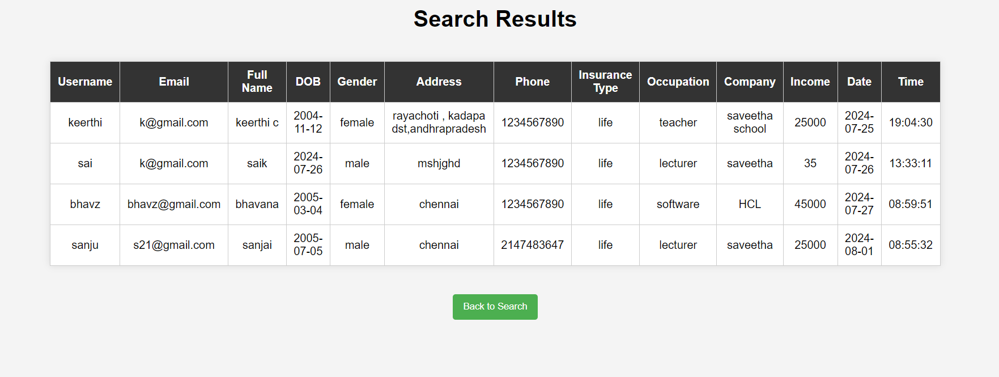 Search Results
Username Email Full Name DOB Gender Address Phone Insurance Type Occupation Company Income Date Time
keerthi k@gmail.com keerthi c 2004-11-12 female rayachoti , kadapa dst,andhrapradesh 1234567890 life teacher saveetha school 25000 2024-07-25 19:04:30
sai k@gmail.com saik 2024-07-26 male mshjghd 1234567890 life lecturer saveetha 35 2024-07-26 13:33:11
bhavz bhavz@gmail.com bhavana 2005-03-04 female chennai 1234567890 life software HCL 45000 2024-07-27 08:59:51
sanju s21@gmail.com sanjai 2005-07-05 male chennai 2147483647 life lecturer saveetha 25000 2024-08-01 08:55:32
Back to Search